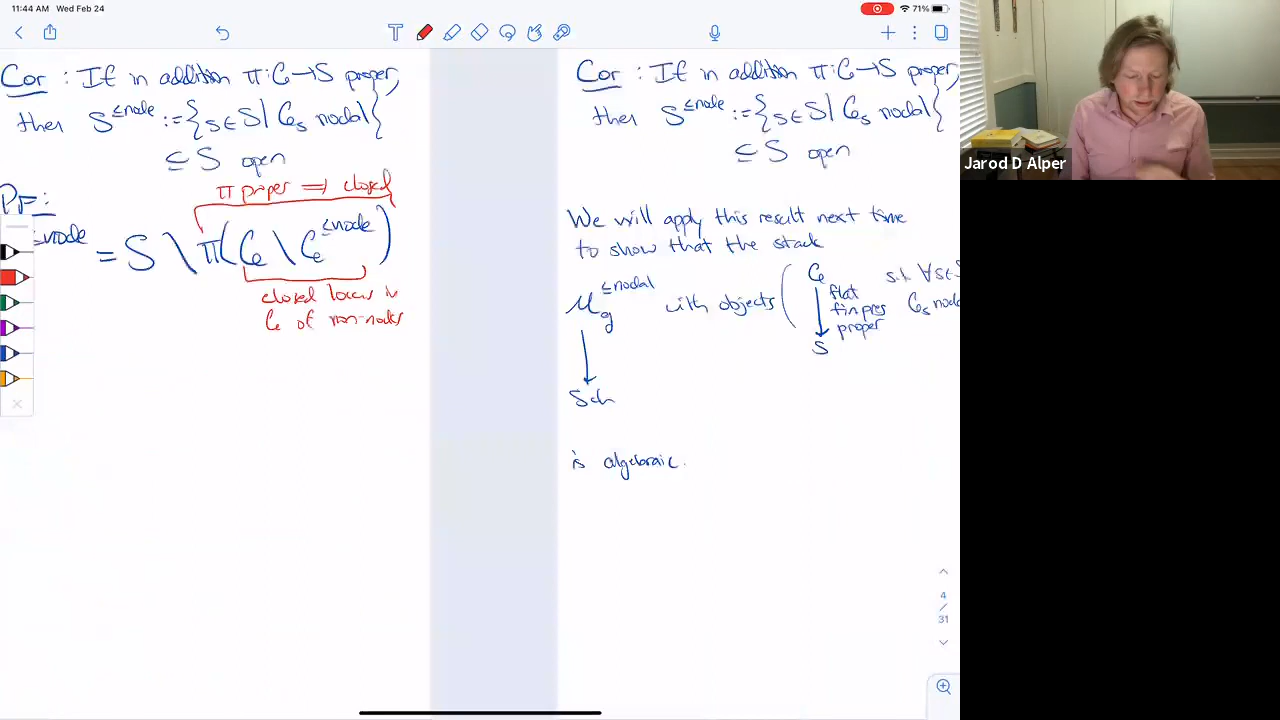 11:44 AM Wed Feb 24
71%
Cor : If in addition π: C → S proper,
then S^{≤node} := {s ∈ S | C_s nodal}
⊆ S open
PF:
π proper ⟹ closed
≤node = S \ π(C \ C^{≤node})
closed locus in
C of non-nodes
Cor : If in addition π: C → S proper,
then S^{≤node} := {s ∈ S | C_s nodal}
⊆ S open
We will apply this result next time
to show that the stack
M_g^{≤nodal} with objects ( C s.t. ∀s∈S
flat
fin pres C_s noda
proper
S
Sch
is algebraic.
4
/
31
Jarod D Alper